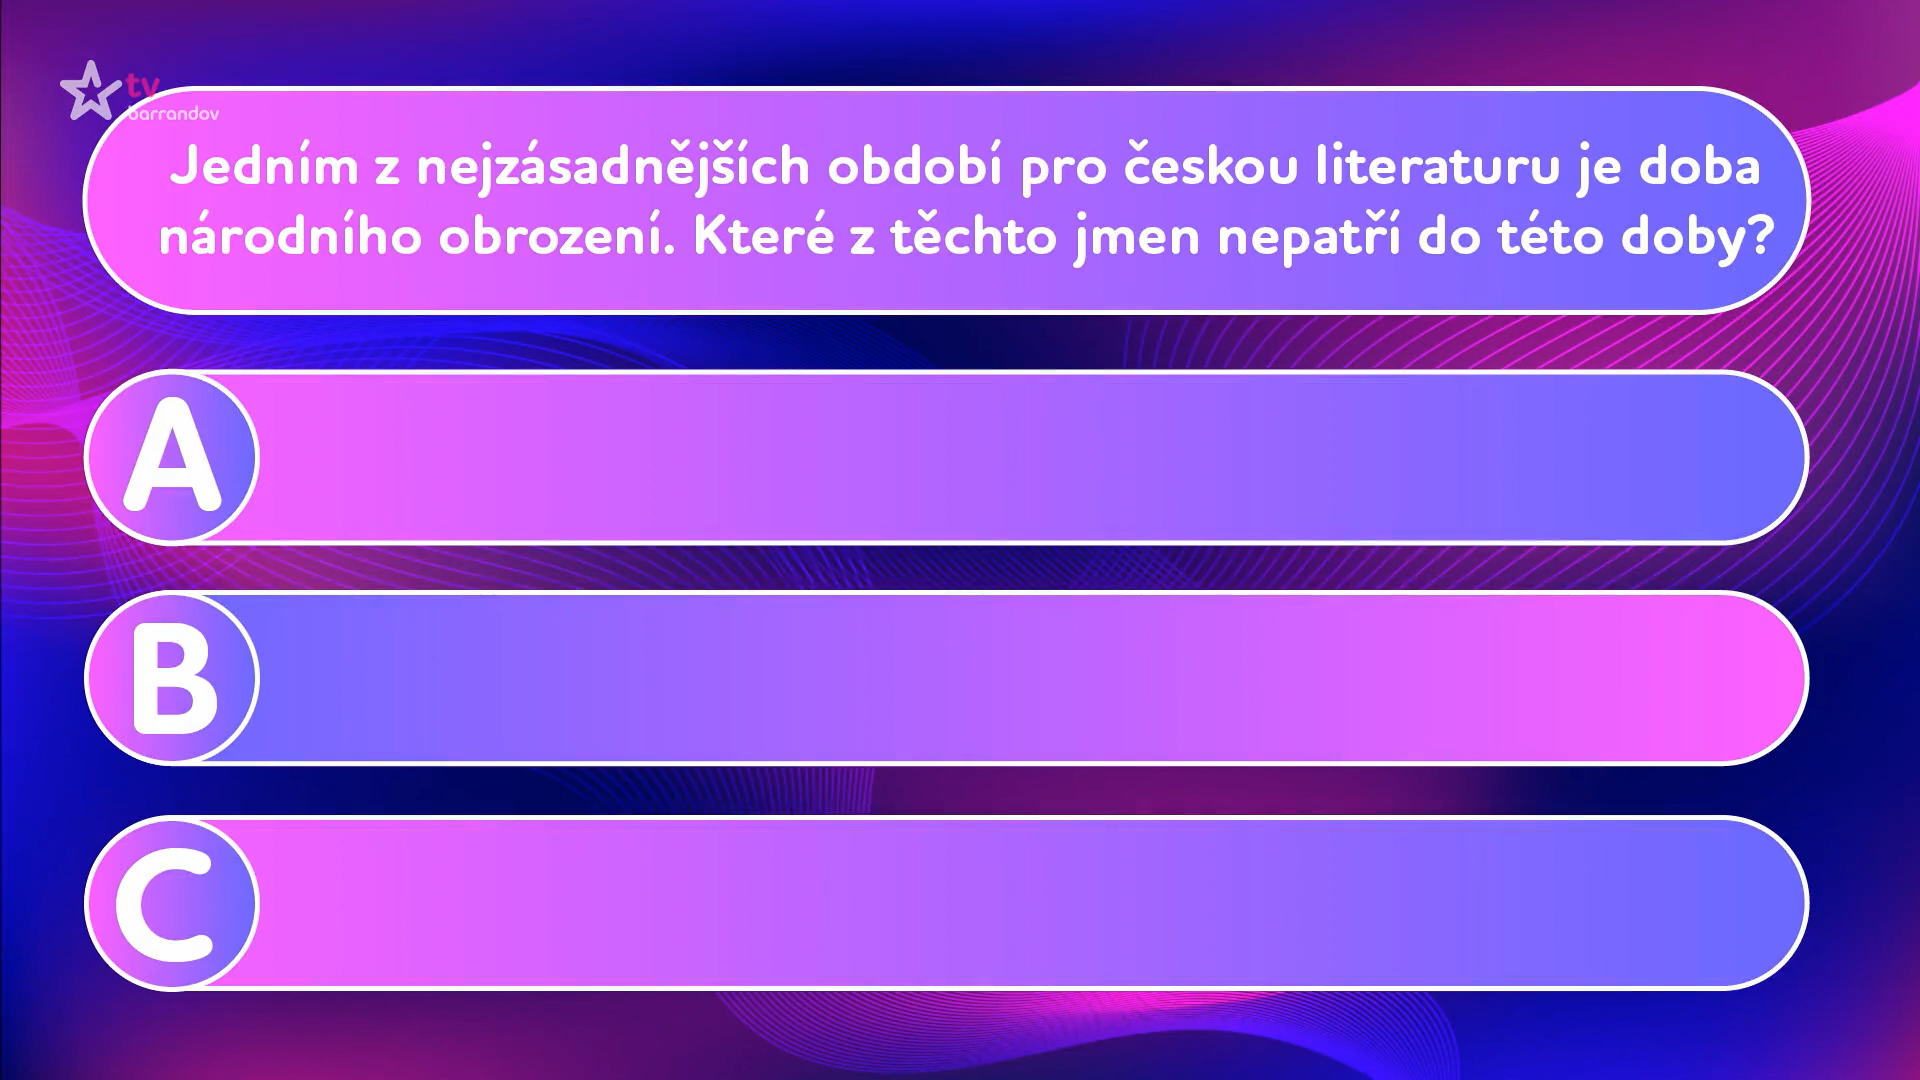 tv
barrandov
Jedním z nejzásadnějších období pro českou literaturu je doba
národního obrození. Které z těchto jmen nepatří do této doby?
A
B
C